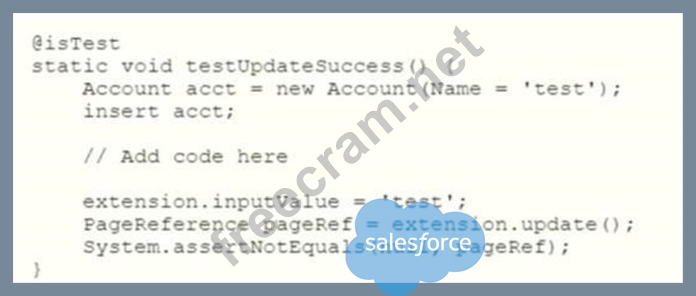 @isTest
static void testUpdateSuccess() {
Account acct = new Account(Name = 'test');
insert acct;
// Add code here
extension.inputValue = 'test';
PageReference pageRef = extension.update();
System.assertNotEquals( pageRef);
}
freecram.net
salesforce